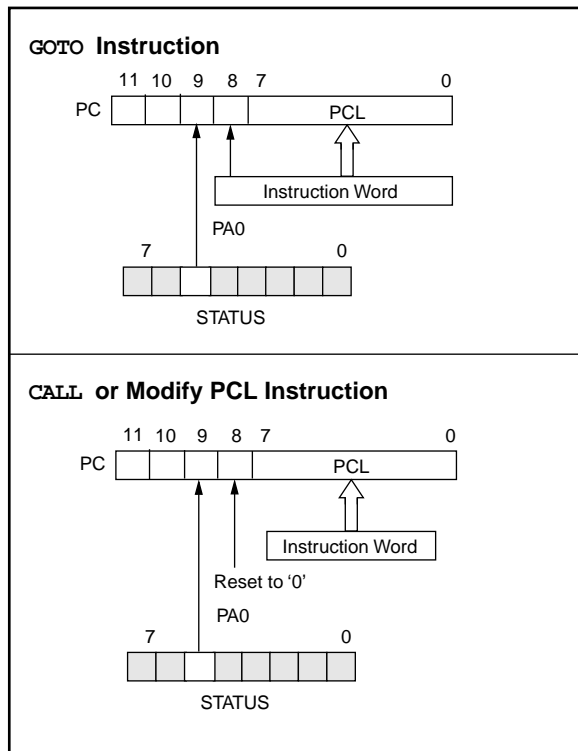 GOTO Instruction
11 10 9 8 7 0
PC PCL
Instruction Word
PA0
7 0
STATUS
CALL or Modify PCL Instruction
11 10 9 8 7 0
PC PCL
Instruction Word
Reset to ‘0’
PA0
7 0
STATUS